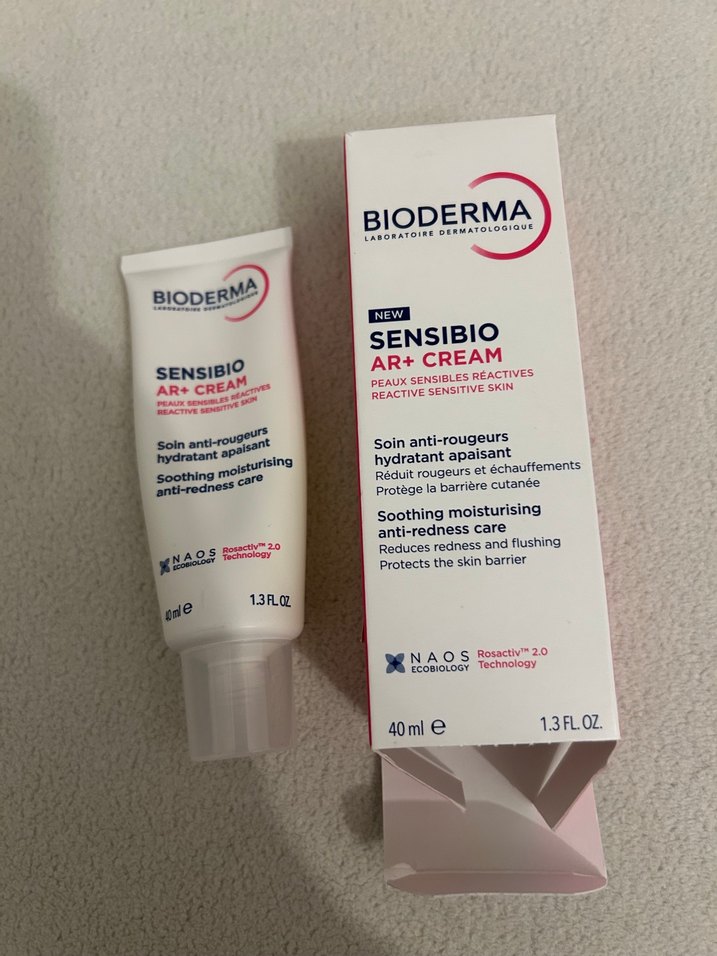 BIODERMA
LABORATOIRE DERMATOLOGIQUE
SENSIBIO
AR+ CREAM
PEAUX SENSIBLES RÉACTIVES
REACTIVE SENSITIVE SKIN
Soin anti-rougeurs
hydratant apaisant
Soothing moisturising
anti-redness care
NAOS
ECOBIOLOGY
Rosactiv™ 2.0
Technology
40 ml e
1.3 FL. OZ.
BIODERMA
LABORATOIRE DERMATOLOGIQUE
NEW
SENSIBIO
AR+ CREAM
PEAUX SENSIBLES RÉACTIVES
REACTIVE SENSITIVE SKIN
Soin anti-rougeurs
hydratant apaisant
Réduit rougeurs et échauffements
Protège la barrière cutanée
Soothing moisturising
anti-redness care
Reduces redness and flushing
Protects the skin barrier
NAOS
ECOBIOLOGY
Rosactiv™ 2.0
Technology
40 ml e
1.3 FL. OZ.